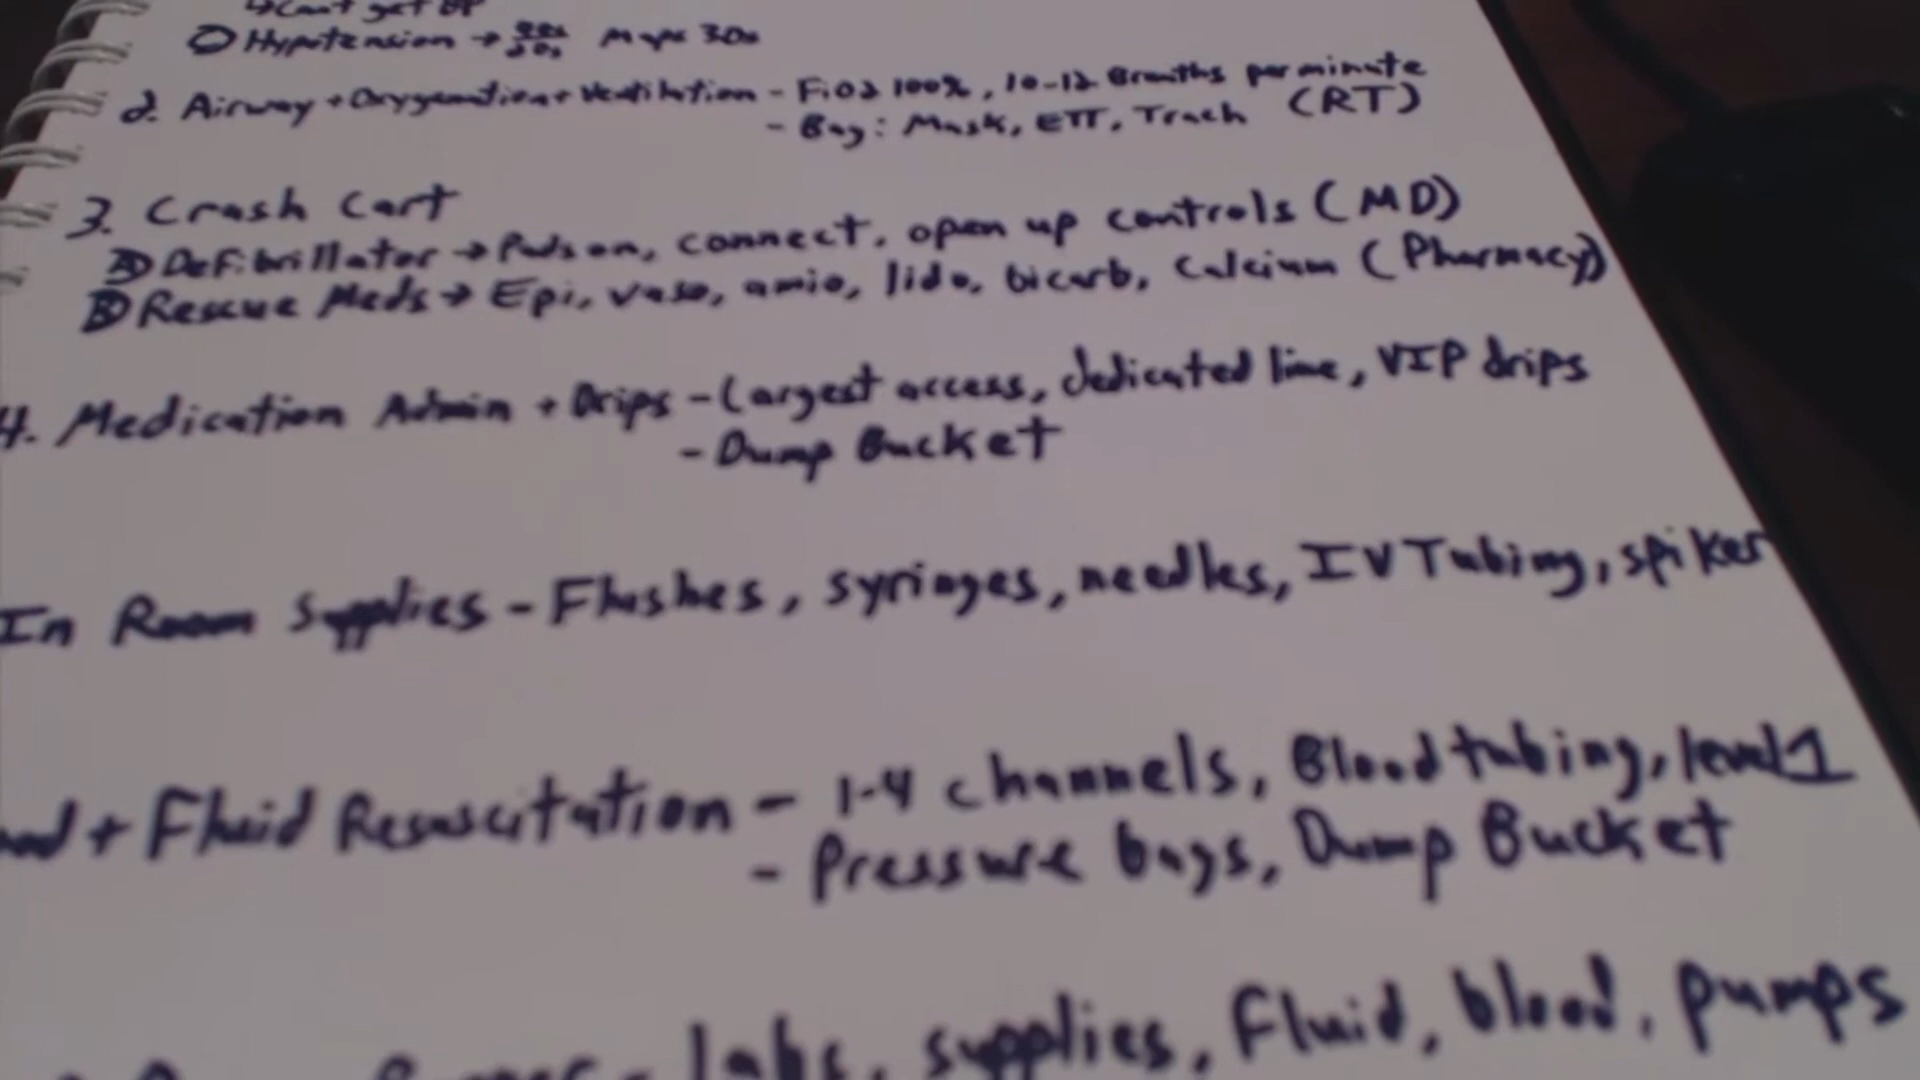 ↳ Can't get BP
Hypotension → Maps 30s
2. Airway + Oxygenation + Ventilation - FiO2 100%, 10-12 Breaths per minute
- Bag: Mask, ETT, Trach (RT)
3. Crash Cart
A) Defibrillator → Pads on, connect, open up controls (MD)
B) Rescue Meds → Epi, vaso, amio, lido, bicarb, Calcium (Pharmacy)
4. Medication Admin + Drips - Largest access, dedicated line, VIP drips
- Dump Bucket
In Room Supplies - Flushes, syringes, needles, IV Tubing, spikes
+ Fluid Resuscitation - 1-4 channels, Blood tubing, level 1
- Pressure bags, Dump Bucket
- labs, supplies, Fluid, blood, pumps